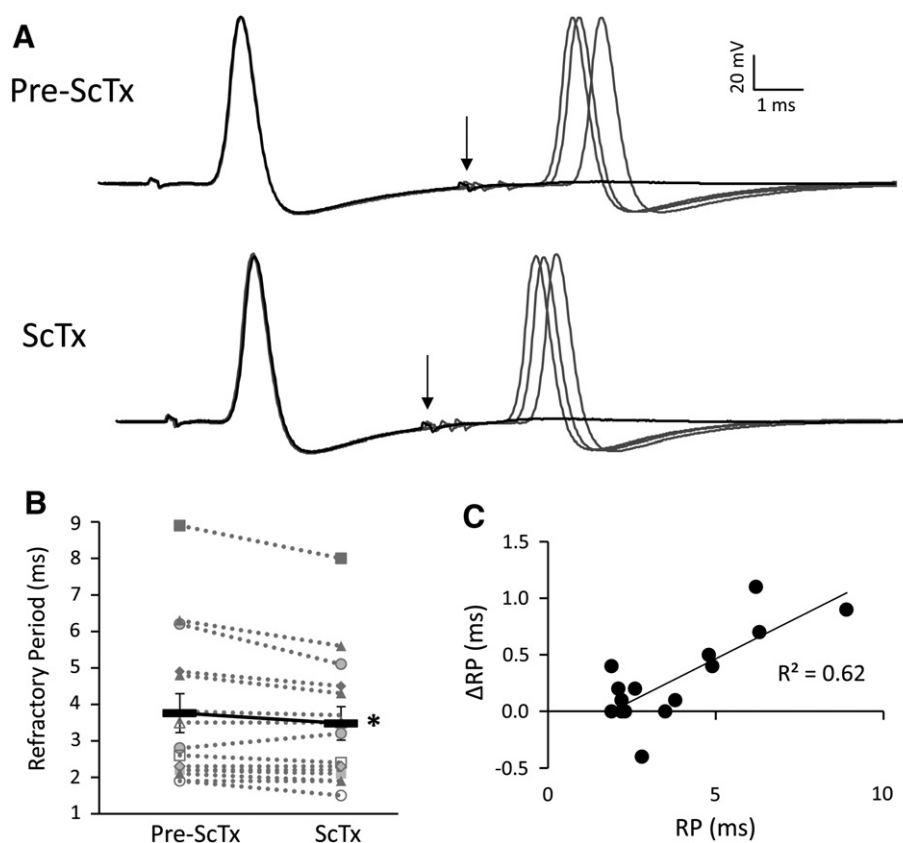 A
Pre-ScTx
20 mV
1 ms
ScTx
B
Refractory Period (ms)
9
8
7
6
5
4
3
2
1
*
Pre-ScTx
ScTx
C
ΔRP (ms)
1.5
1.0
0.5
0.0
-0.5
R² = 0.62
0
5
10
RP (ms)